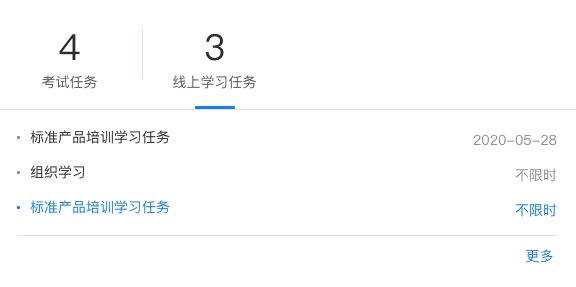 4 3
考试任务 线上学习任务
标准产品培训学习任务 2020-05-28
组织学习 不限时
标准产品培训学习任务 不限时
更多